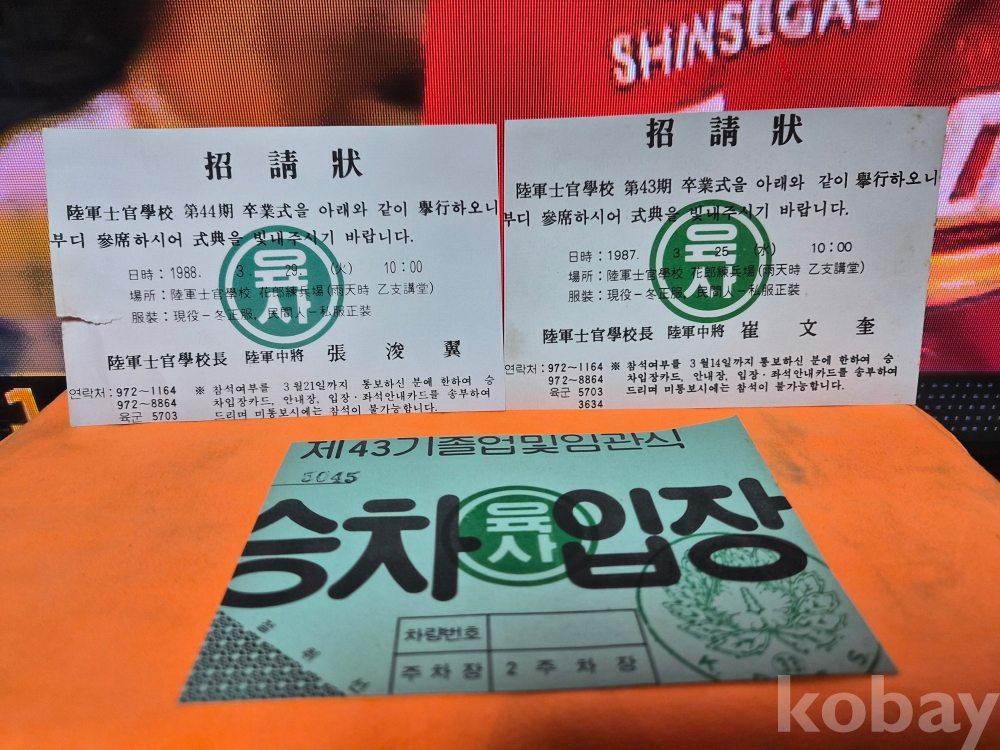 SHINSEGAE
招請狀
陸軍士官學校 第44期 卒業式을 아래와 같이 擧行하오니
부디 參席하시어 式典을 빛내주시기 바랍니다.
육사
日時：1988. 3. 29. (火) 10：00
場所：陸軍士官學校 花郎練兵場(雨天時 乙支講堂)
服裝：現役－冬正服, 民間人－私服正裝
陸軍士官學校長 陸軍中將 張浚翼
연락처：972～1164
972～8864
육군 5703
※ 참석여부를 3월21일까지 통보하신 분에 한하여 승
차입장카드, 안내장, 입장·좌석안내카드를 송부하여
드리며 미통보시에는 참석이 불가능합니다.
招請狀
陸軍士官學校 第43期 卒業式을 아래와 같이 擧行하오니
부디 參席하시어 式典을 빛내주시기 바랍니다.
육사
日時：1987. 3. 25 (水) 10：00
場所：陸軍士官學校 花郎練兵場(雨天時 乙支講堂)
服裝：現役－冬正服, 民間人－私服正裝
陸軍士官學校長 陸軍中將 崔文奎
연락처：972～1164
972～8864
육군 5703
3634
※ 참석여부를 3월14일까지 통보하신 분에 한하여 승
차입장카드, 안내장, 입장·좌석안내카드를 송부하여
드리며 미통보시에는 참석이 불가능합니다.
제43기졸업및임관식
5045
승차 육사 입장
차량번호
주차장 2주차장
kobay